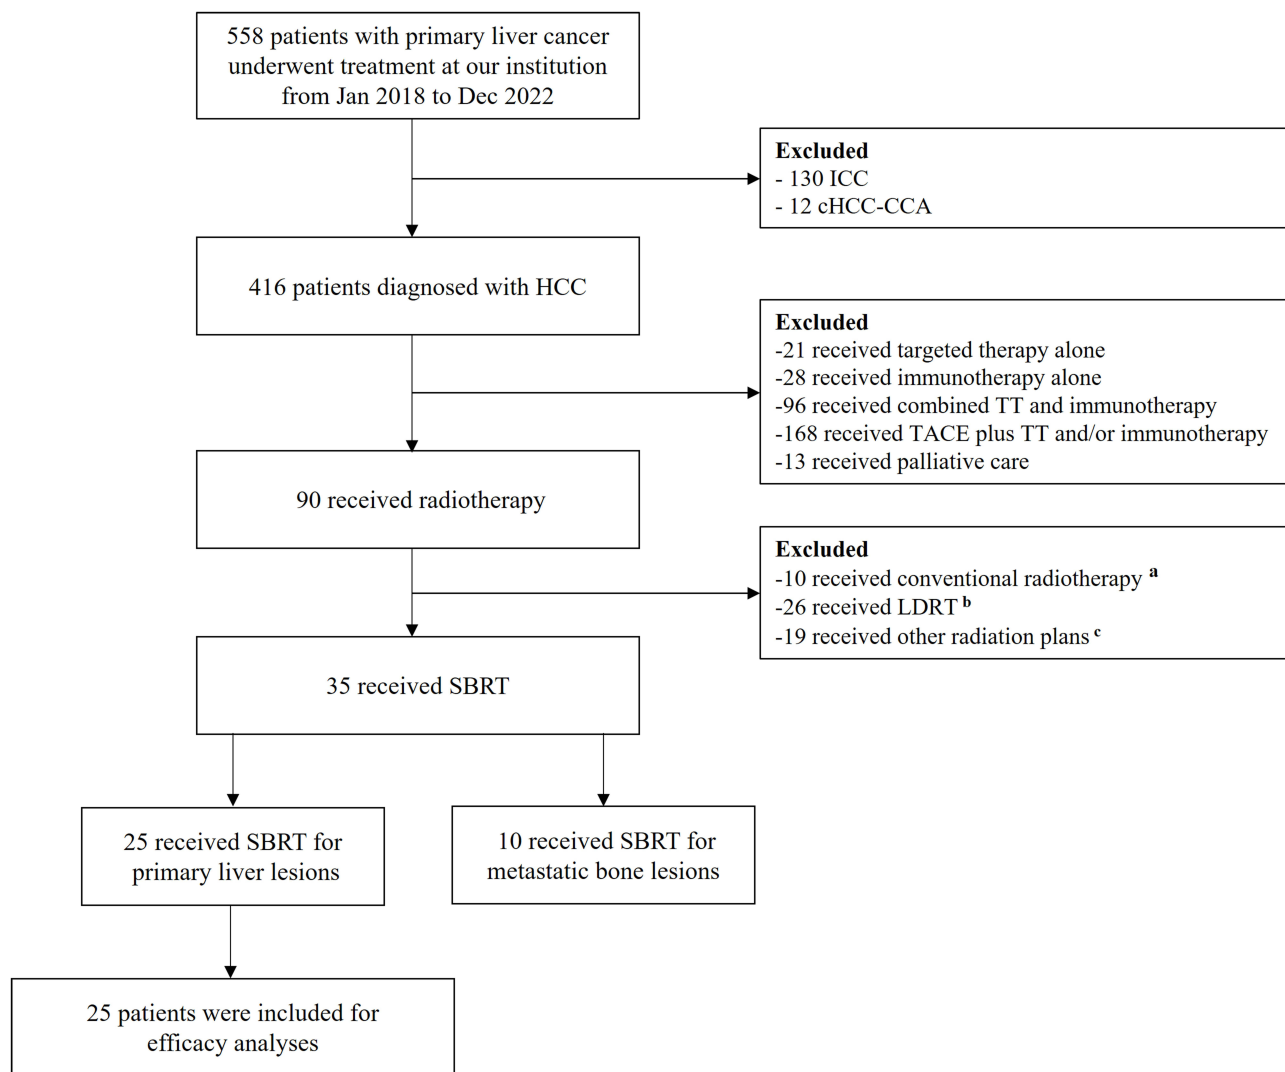 558 patients with primary liver cancer
underwent treatment at our institution
from Jan 2018 to Dec 2022
Excluded
- 130 ICC
- 12 cHCC-CCA
416 patients diagnosed with HCC
Excluded
-21 received targeted therapy alone
-28 received immunotherapy alone
-96 received combined TT and immunotherapy
-168 received TACE plus TT and/or immunotherapy
-13 received palliative care
90 received radiotherapy
Excluded
-10 received conventional radiotherapy a
-26 received LDRT b
-19 received other radiation plans c
35 received SBRT
25 received SBRT for
primary liver lesions
10 received SBRT for
metastatic bone lesions
25 patients were included for
efficacy analyses